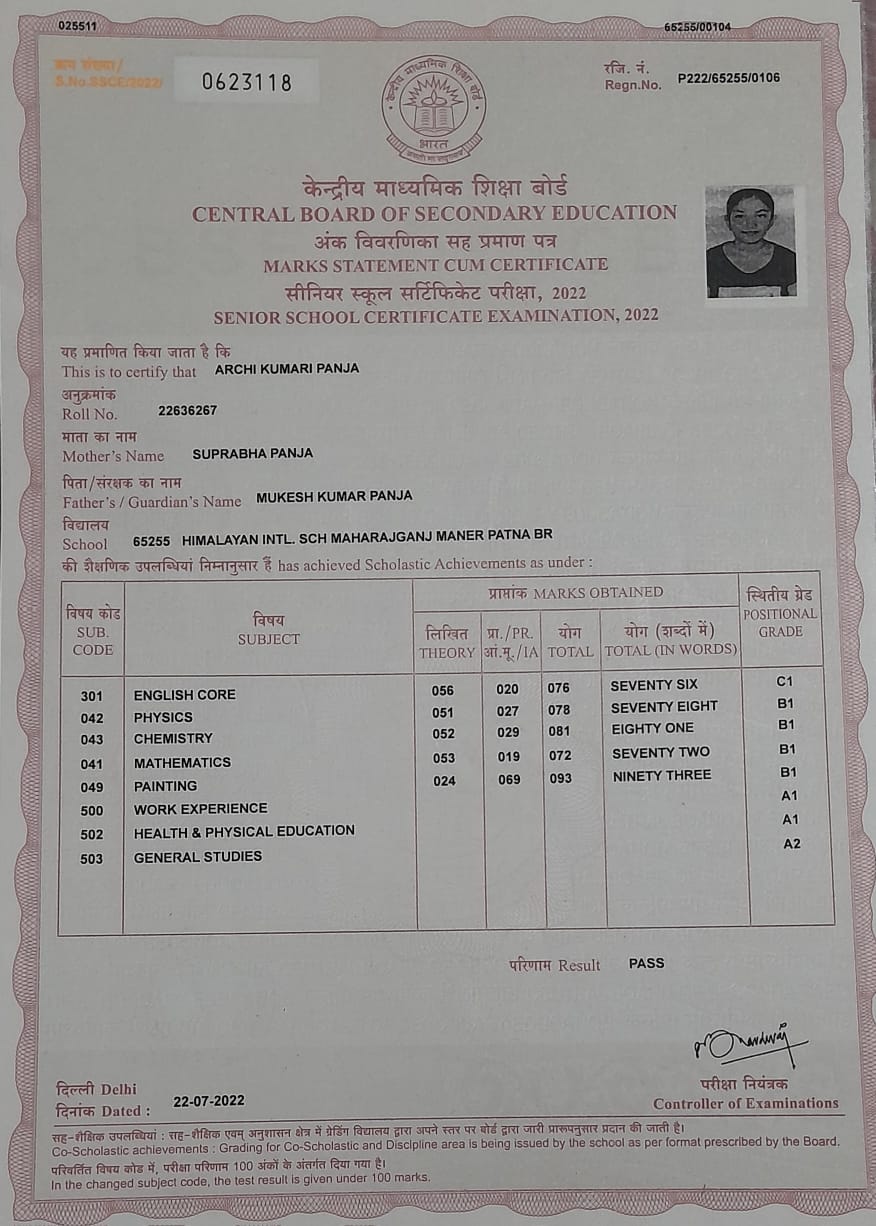 025511
65255/00104
क्रम संख्या/
S.No.SSCE/2022/
0623118
रजि. नं.
Regn.No. P222/65255/0106
केन्द्रीय माध्यमिक शिक्षा बोर्ड
भारत
असतो मा सद्गमय
केन्द्रीय माध्यमिक शिक्षा बोर्ड
CENTRAL BOARD OF SECONDARY EDUCATION
अंक विवरणिका सह प्रमाण पत्र
MARKS STATEMENT CUM CERTIFICATE
सीनियर स्कूल सर्टिफिकेट परीक्षा, 2022
SENIOR SCHOOL CERTIFICATE EXAMINATION, 2022
यह प्रमाणित किया जाता है कि
This is to certify that ARCHI KUMARI PANJA
अनुक्रमांक
Roll No. 22636267
माता का नाम
Mother's Name SUPRABHA PANJA
पिता/संरक्षक का नाम
Father's / Guardian's Name MUKESH KUMAR PANJA
विद्यालय
School 65255 HIMALAYAN INTL. SCH MAHARAJGANJ MANER PATNA BR
की शैक्षणिक उपलब्धियां निम्नानुसार हैं has achieved Scholastic Achievements as under :
विषय कोड
SUB.
CODE
विषय
SUBJECT
प्राप्तांक MARKS OBTAINED
लिखित
THEORY
प्रा./PR.
आं.मू./IA
योग
TOTAL
योग (शब्दों में)
TOTAL (IN WORDS)
स्थितीय ग्रेड
POSITIONAL
GRADE
301 ENGLISH CORE 056 020 076 SEVENTY SIX C1
042 PHYSICS 051 027 078 SEVENTY EIGHT B1
043 CHEMISTRY 052 029 081 EIGHTY ONE B1
041 MATHEMATICS 053 019 072 SEVENTY TWO B1
049 PAINTING 024 069 093 NINETY THREE B1
500 WORK EXPERIENCE A1
502 HEALTH & PHYSICAL EDUCATION A1
503 GENERAL STUDIES A2
परिणाम Result PASS
दिल्ली Delhi
दिनांक Dated : 22-07-2022
परीक्षा नियंत्रक
Controller of Examinations
सह-शैक्षिक उपलब्धियां : सह-शैक्षिक एवम् अनुशासन क्षेत्र में ग्रेडिंग विद्यालय द्वारा अपने स्तर पर बोर्ड द्वारा जारी प्रारूपनुसार प्रदान की जाती है।
Co-Scholastic achievements : Grading for Co-Scholastic and Discipline area is being issued by the school as per format prescribed by the Board.
परिवर्तित विषय कोड में, परीक्षा परिणाम 100 अंकों के अंतर्गत दिया गया है।
In the changed subject code, the test result is given under 100 marks.